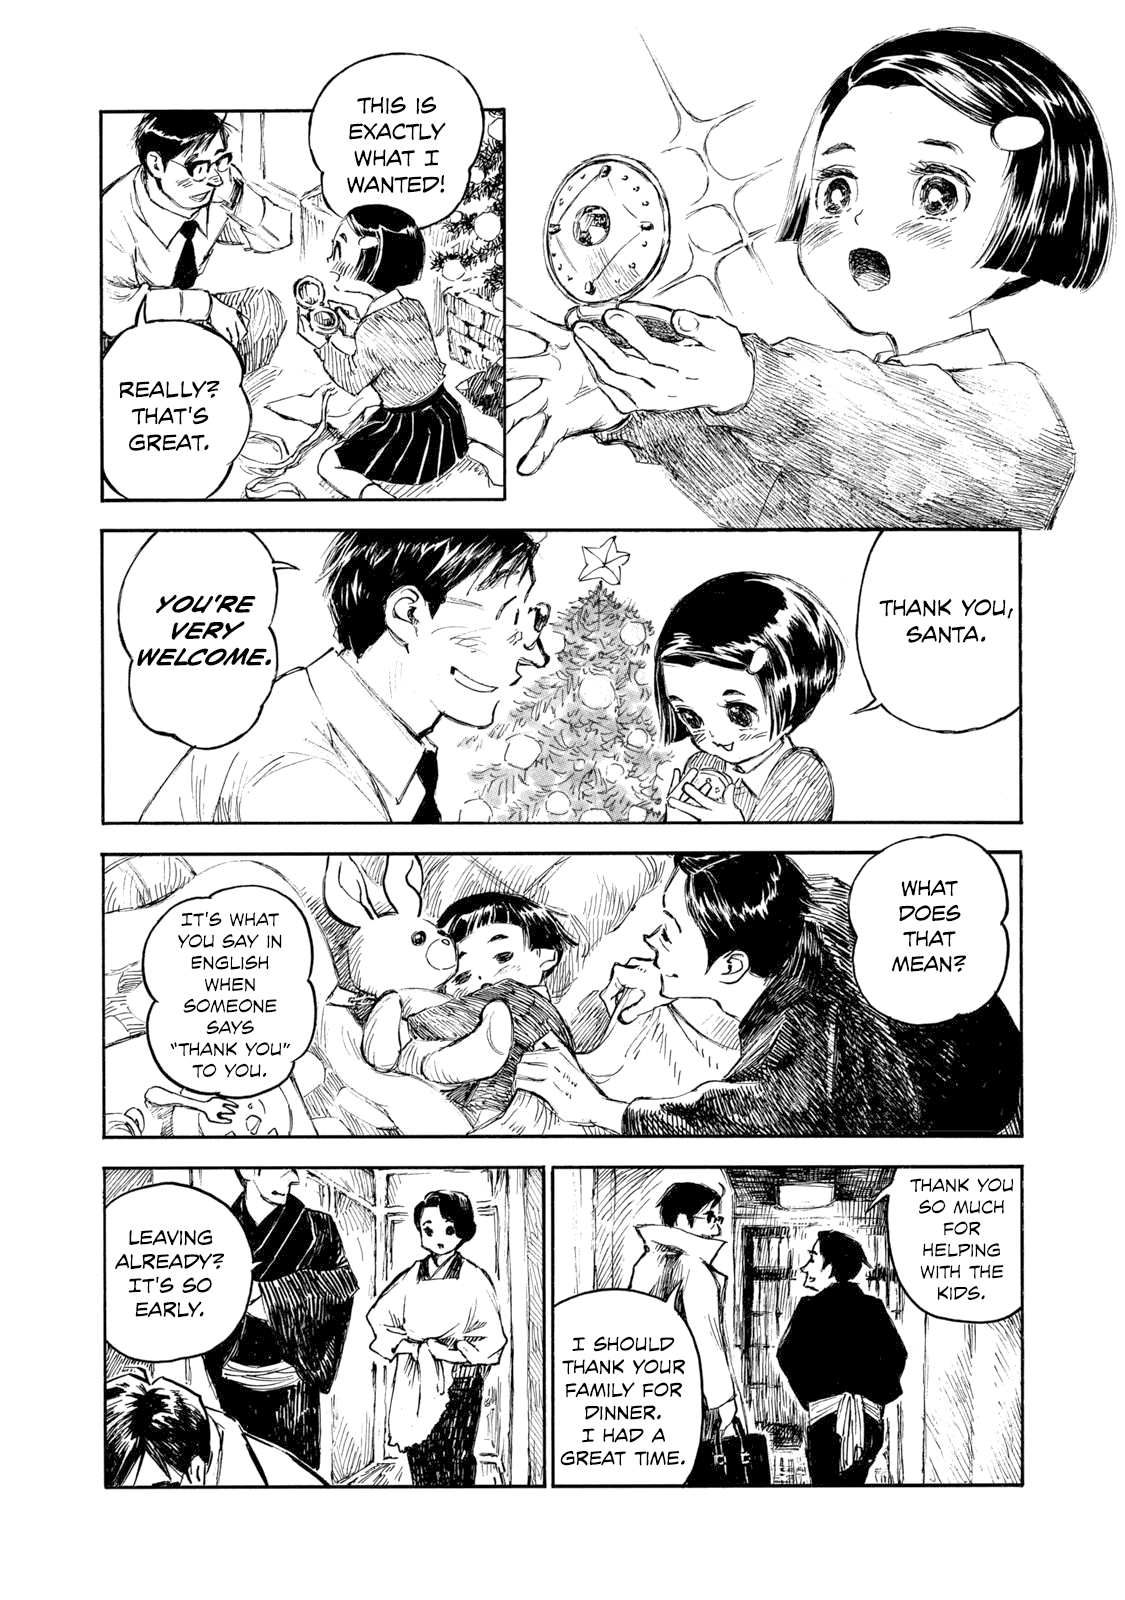 THIS IS
EXACTLY
WHAT I
WANTED!
REALLY?
THAT'S
GREAT.
THANK YOU,
SANTA.
YOU'RE
VERY
WELCOME.
WHAT
DOES
THAT
MEAN?
IT'S WHAT
YOU SAY IN
ENGLISH
WHEN
SOMEONE
SAYS
"THANK YOU"
TO YOU.
THANK YOU
SO MUCH
FOR
HELPING
WITH THE
KIDS.
I SHOULD
THANK YOUR
FAMILY FOR
DINNER.
I HAD A
GREAT TIME.
LEAVING
ALREADY?
IT'S SO
EARLY.